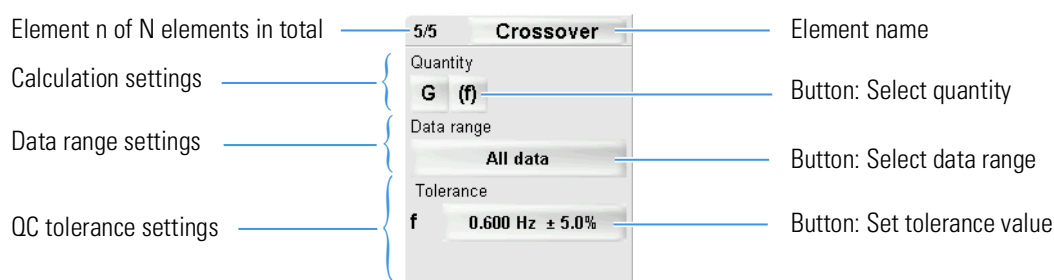 Element n of N elements in total
5/5
Crossover
Element name
Calculation settings
Quantity
G (f)
Button: Select quantity
Data range settings
Data range
All data
Button: Select data range
QC tolerance settings
Tolerance
f
0.600 Hz ± 5.0%
Button: Set tolerance value